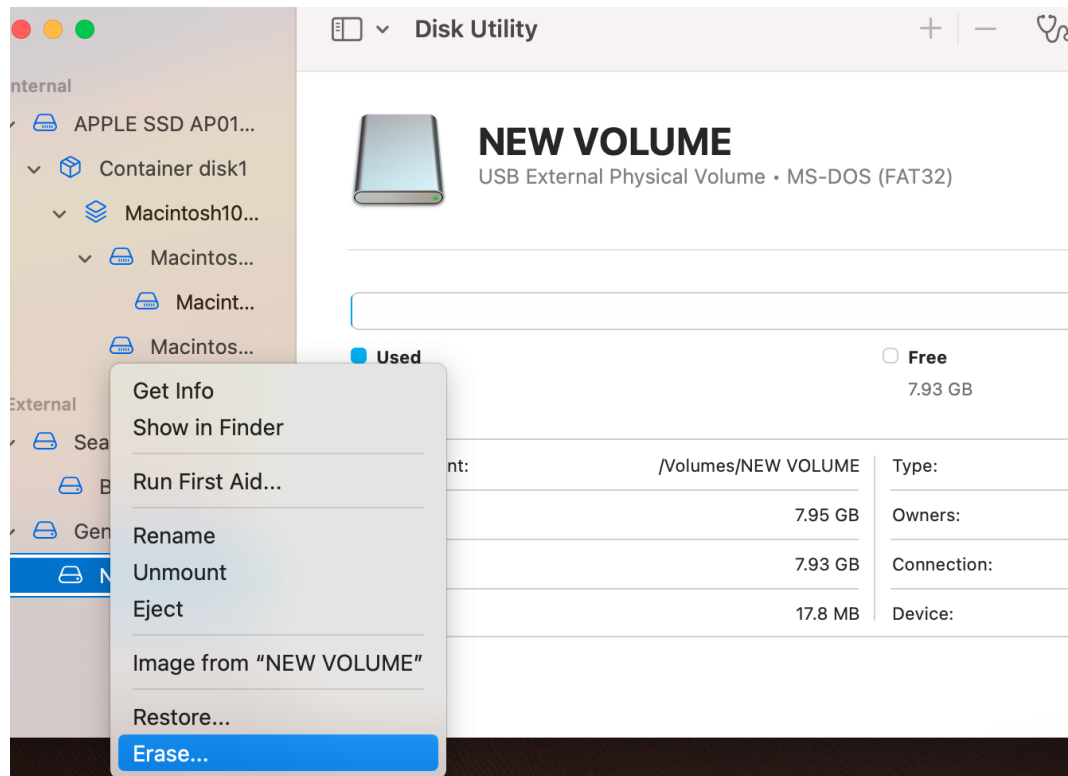 Disk Utility
Internal
APPLE SSD AP01...
Container disk1
Macintosh10...
Macintos...
Macint...
Macintos...
External
Sea
B
Gen
N
NEW VOLUME
USB External Physical Volume • MS-DOS (FAT32)
Used
Free
7.93 GB
nt:
/Volumes/NEW VOLUME
Type:
7.95 GB
Owners:
7.93 GB
Connection:
17.8 MB
Device:
Get Info
Show in Finder
Run First Aid...
Rename
Unmount
Eject
Image from “NEW VOLUME”
Restore...
Erase...